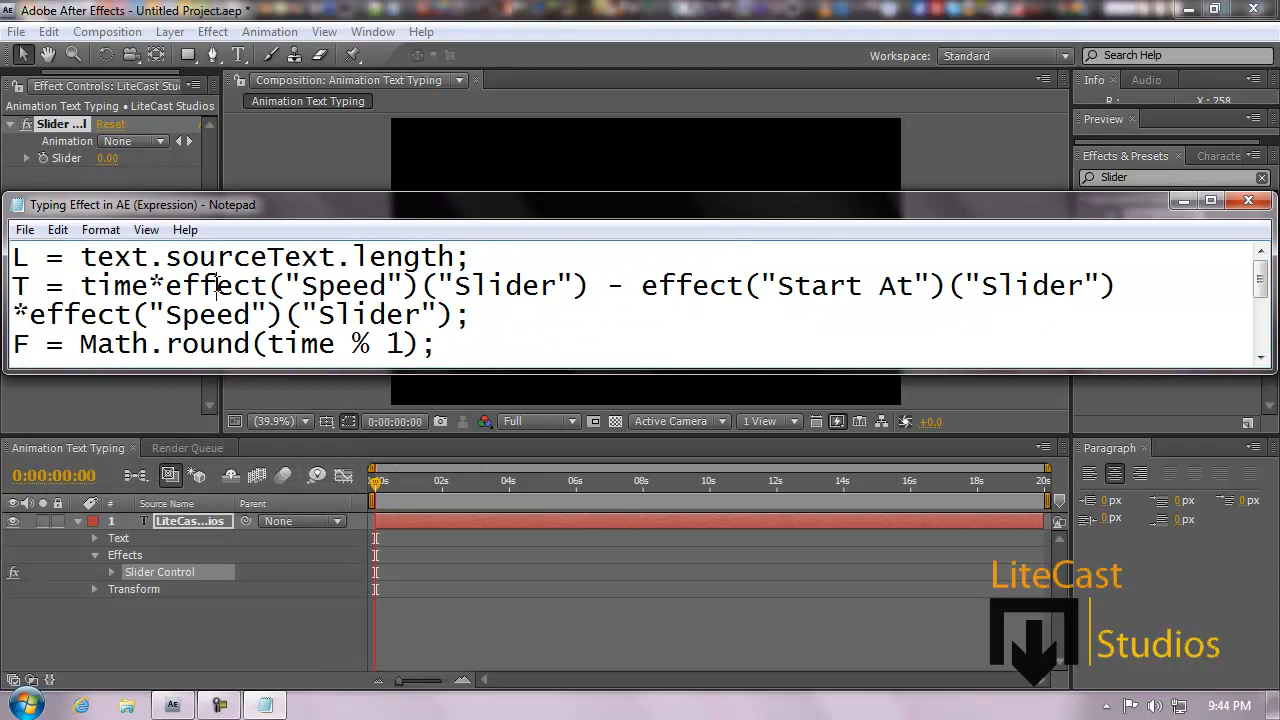 Adobe After Effects - Untitled Project.aep *
File Edit Composition Layer Effect Animation View Window Help
Workspace: Standard Search Help
Effect Controls: LiteCast Studi
Composition: Animation Text Typing
Info Audio
Animation Text Typing • LiteCast Studios
Animation Text Typing
R: X: 258
Slider ...l Reset
Preview
Animation None
Slider 0.00
Effects & Presets Characte
Slider
Typing Effect in AE (Expression) - Notepad
File Edit Format View Help
L = text.sourceText.length;
T = time*effect("Speed")("Slider") - effect("Start At")("Slider")
*effect("Speed")("Slider");
F = Math.round(time % 1);
(39.9%) 0:00:00:00 Full Active Camera 1 View +0.0
Animation Text Typing Render Queue
Paragraph
0:00:00:00
0s 02s 04s 06s 08s 10s 12s 14s 16s 18s 20s
# Source Name Parent
0 px 0 px 0 px
0 px 0 px
1 T LiteCas...ios None
Text
Effects
fx Slider Control
Transform
LiteCast
Studios
AE
9:44 PM